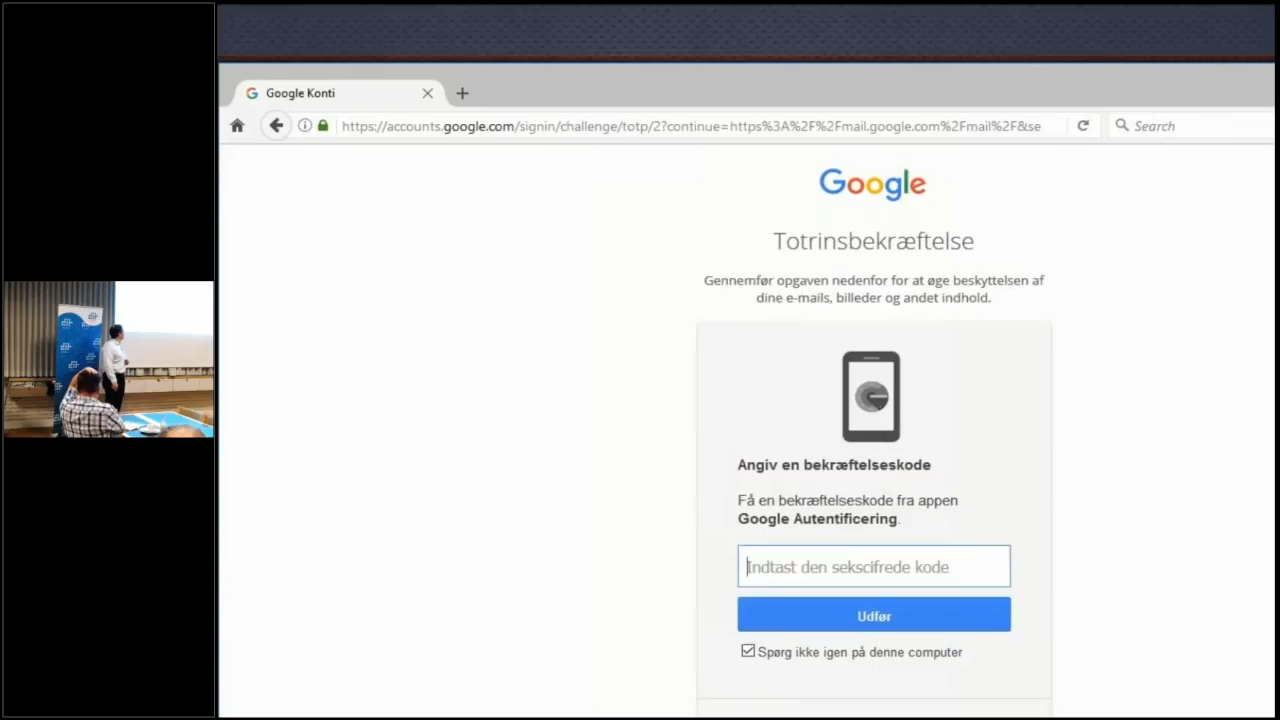 Google Konti
https://accounts.google.com/signin/challenge/totp/2?continue=https%3A%2F%2Fmail.google.com%2Fmail%2F&se
Search
Google
Totrinsbekræftelse
Gennemfør opgaven nedenfor for at øge beskyttelsen af
dine e-mails, billeder og andet indhold.
Angiv en bekræftelseskode
Få en bekræftelseskode fra appen
Google Autentificering.
Indtast den sekscifrede kode
Udfør
Spørg ikke igen på denne computer